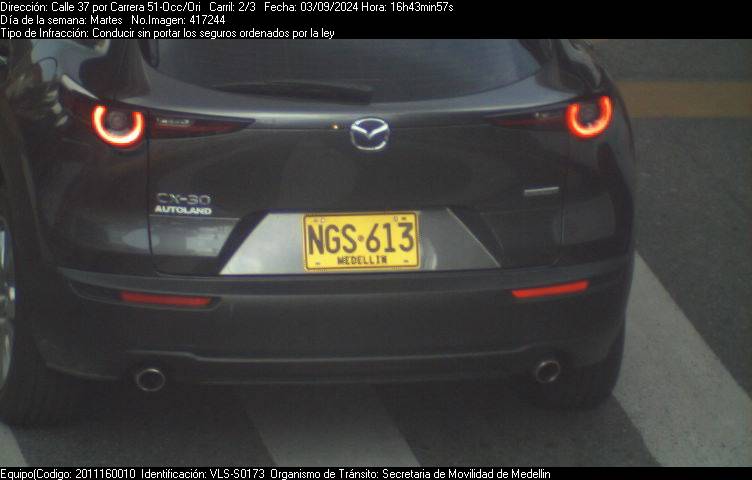 Dirección: Calle 37 por Carrera 51-Occ/Ori Carril: 2/3 Fecha: 03/09/2024 Hora: 16h43min57s
Día de la semana: Martes No.Imagen: 417244
Tipo de Infracción: Conducir sin portar los seguros ordenados por la ley
CX-30
AUTOLAND
NGS·613
MEDELLIN
Equipo(Codigo: 2011160010 Identificación: VLS-S0173 Organismo de Tránsito: Secretaria de Movilidad de Medellin